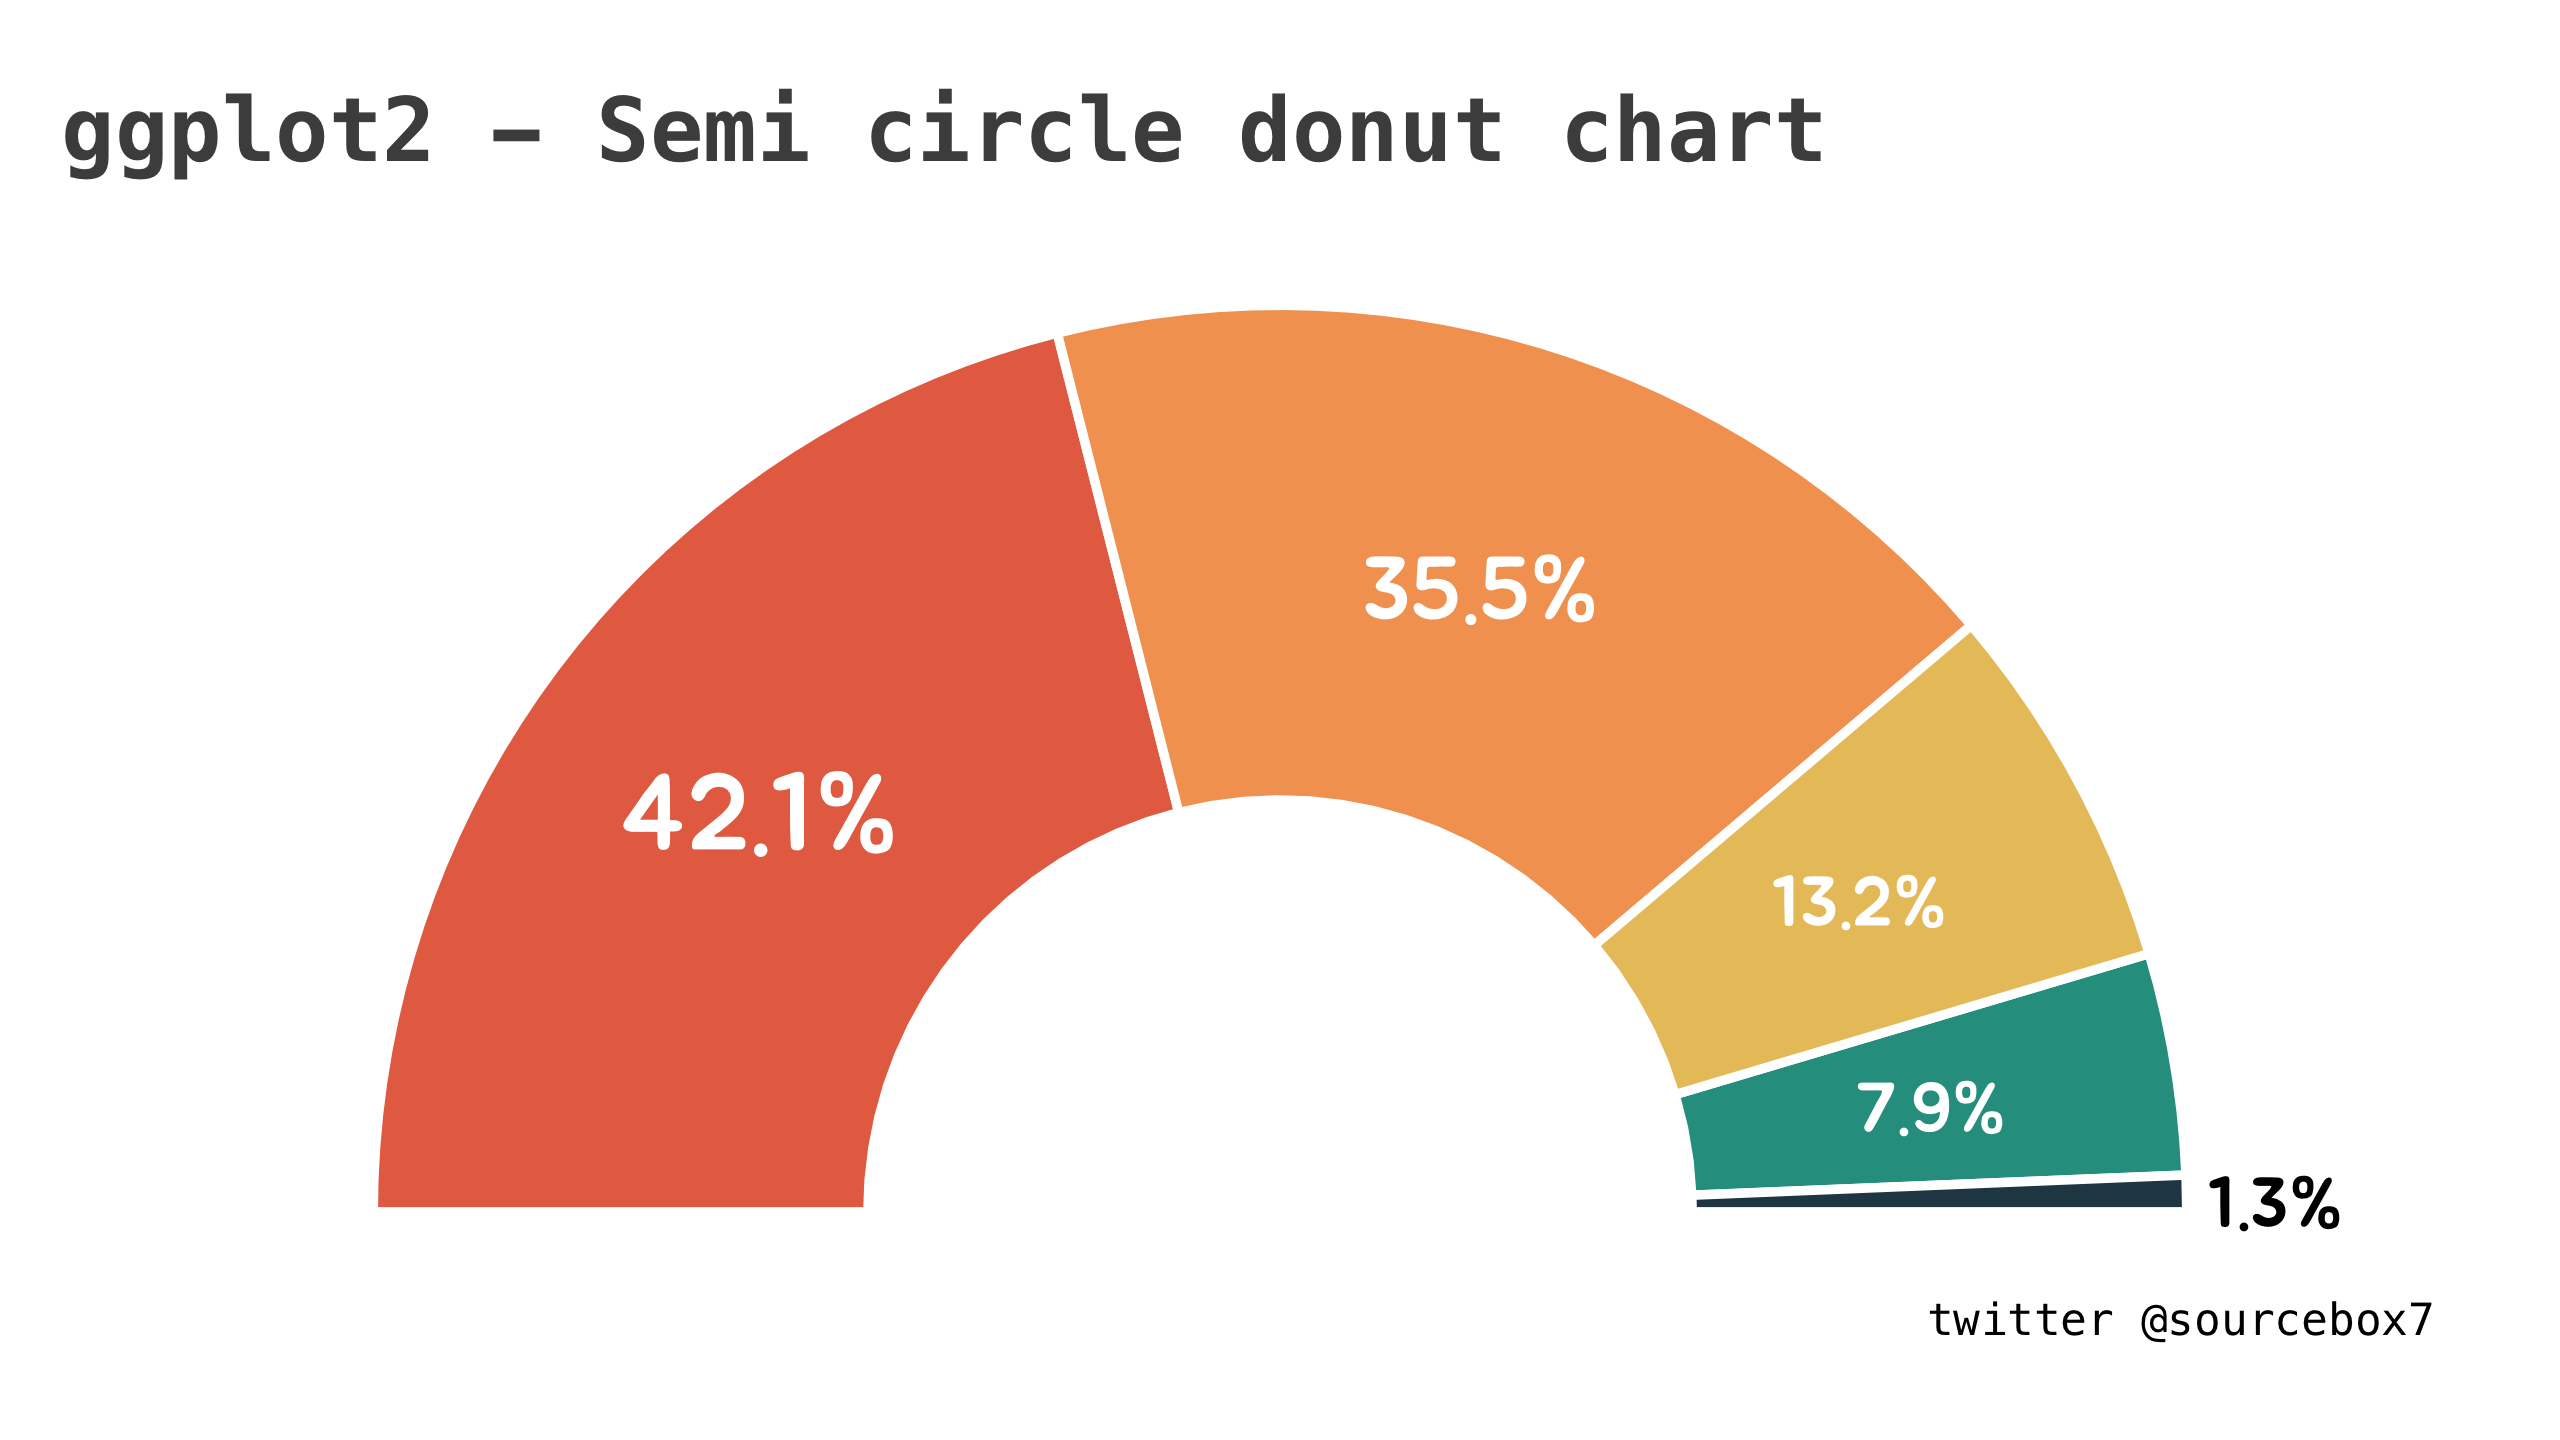 ggplot2 – Semi circle donut chart
35.5%
42.1%
13.2%
7.9%
1.3%
twitter @sourcebox7